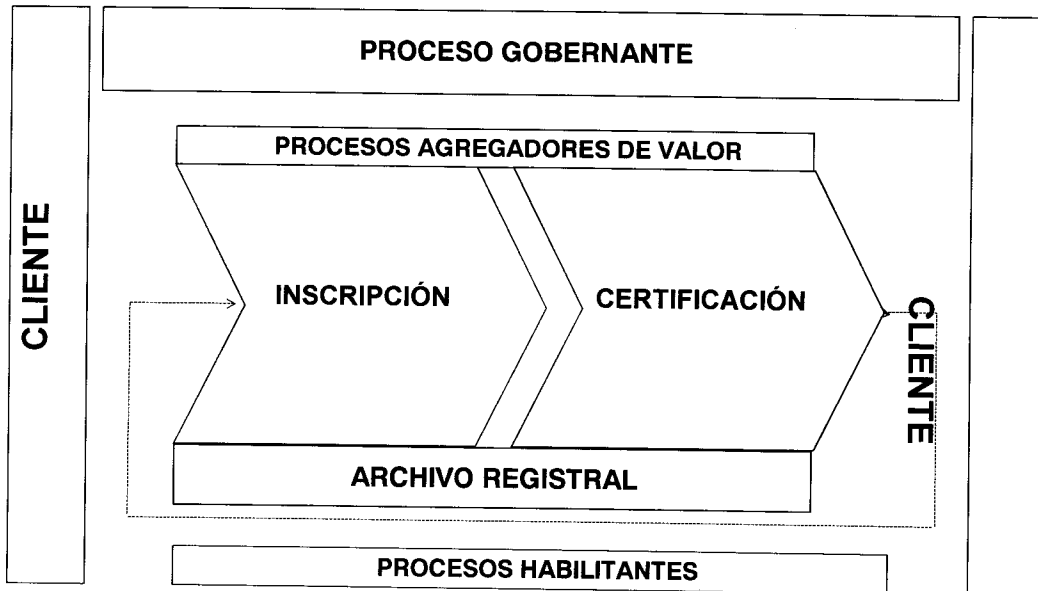 PROCESO GOBERNANTE
PROCESOS AGREGADORES DE VALOR
CLIENTE
INSCRIPCIÓN
CERTIFICACIÓN
CLIENTE
ARCHIVO REGISTRAL
PROCESOS HABILITANTES